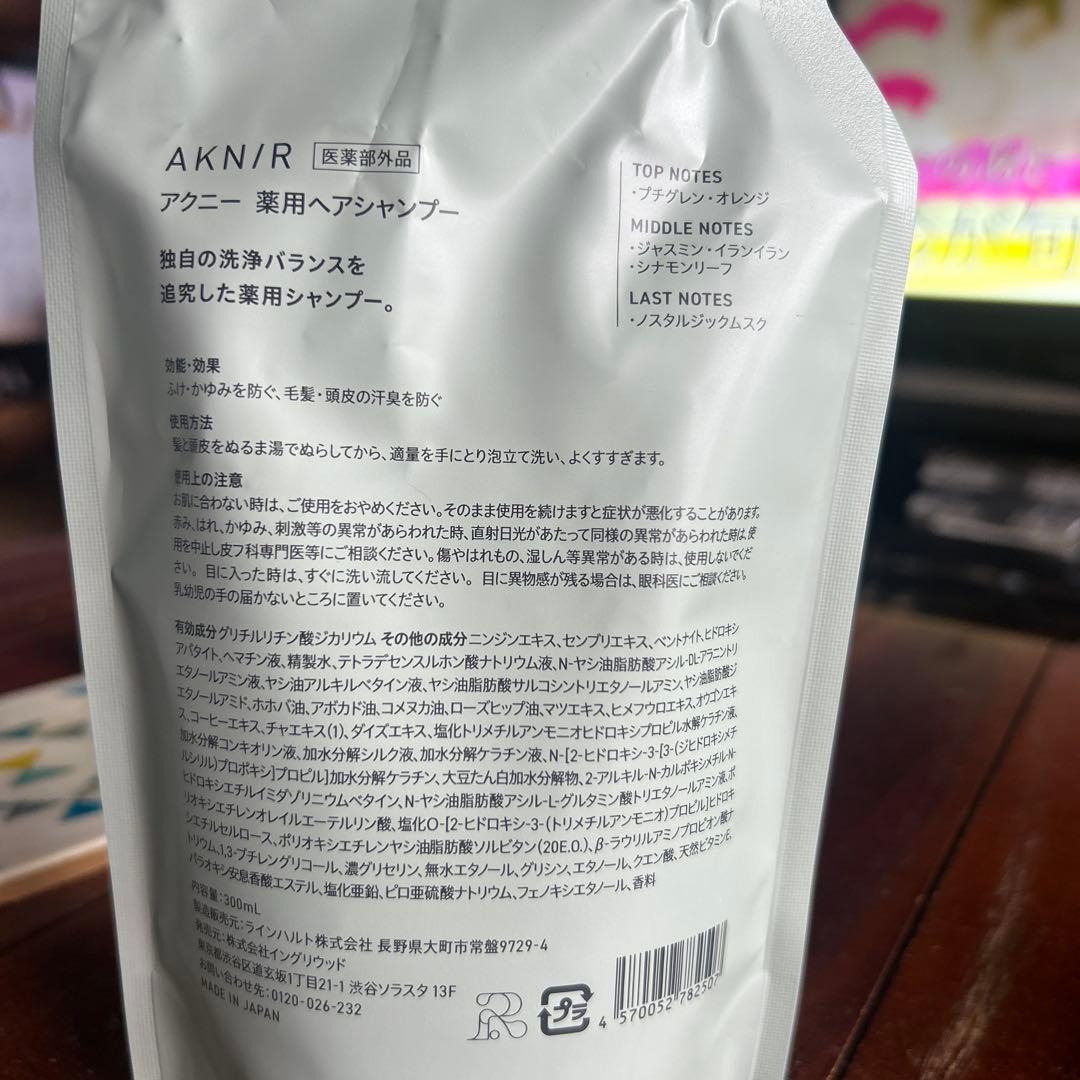 AKNIR 医薬部外品
アクニー 薬用ヘアシャンプー
独自の洗浄バランスを
追究した薬用シャンプー。
TOP NOTES
・プチグレン・オレンジ
MIDDLE NOTES
・ジャスミン・イランイラン
・シナモンリーフ
LAST NOTES
・ノスタルジックムスク
効能・効果
ふけ・かゆみを防ぐ、毛髪・頭皮の汗臭を防ぐ
使用方法
髪と頭皮をぬるま湯でぬらしてから、適量を手にとり泡立て洗い、よくすすぎます。
使用上の注意
お肌に合わない時は、ご使用をおやめください。そのまま使用を続けますと症状が悪化することがあります。
赤み、はれ、かゆみ、刺激等の異常があらわれた時、直射日光があたって同様の異常があらわれた時は、使
用を中止し皮フ科専門医等にご相談ください。傷やはれもの、湿しん等異常がある時は、使用しないでくだ
さい。目に入った時は、すぐに洗い流してください。目に異物感が残る場合は、眼科医にご相談ください。
乳幼児の手の届かないところに置いてください。
有効成分グリチルリチン酸ジカリウム その他の成分ニンジンエキス、センブリエキス、ベントナイト、ヒドロキシ
アパタイト、ヘマチン液、精製水、テトラデセンスルホン酸ナトリウム液、N-ヤシ油脂肪酸アシル-DL-アラニントリ
エタノールアミン液、ヤシ油アルキルベタイン液、ヤシ油脂肪酸サルコシントリエタノールアミン、ヤシ油脂肪酸ジ
エタノールアミド、ホホバ油、アボカド油、コメヌカ油、ローズヒップ油、マツエキス、ヒメフウロエキス、オウゴンエキ
ス、コーヒーエキス、チャエキス(1)、ダイズエキス、塩化トリメチルアンモニオヒドロキシプロピル加水分解ケラチン液、
加水分解コンキオリン液、加水分解シルク液、加水分解ケラチン液、N-[2-ヒドロキシ-3-[3-(ジヒドロキシメチ
ルシリル)プロポキシ]プロピル]加水分解ケラチン、大豆たん白加水分解物、2-アルキル-N-カルボキシメチル-N-
ヒドロキシエチルイミダゾリニウムベタイン、N-ヤシ油脂肪酸アシル-L-グルタミン酸トリエタノールアミン液、ポ
リオキシエチレンオレイルエーテルリン酸、塩化O-[2-ヒドロキシ-3-(トリメチルアンモニオ)プロピル]ヒドロキ
シエチルセルロース、ポリオキシエチレンヤシ油脂肪酸ソルビタン(20E.O.)、β-ラウリルアミノプロピオン酸ナ
トリウム、1,3-ブチレングリコール、濃グリセリン、無水エタノール、グリシン、エタノール、クエン酸、天然ビタミンE、
パラオキシ安息香酸エステル、塩化亜鉛、ピロ亜硫酸ナトリウム、フェノキシエタノール、香料
内容量：300mL
製造販売元：ラインハルト株式会社 長野県大町市常盤9729-4
発売元：株式会社イングリウッド
東京都渋谷区道玄坂1丁目21-1 渋谷ソラスタ 13F
お問い合わせ先：0120-026-232
MADE IN JAPAN
プラ
4 570052 782507